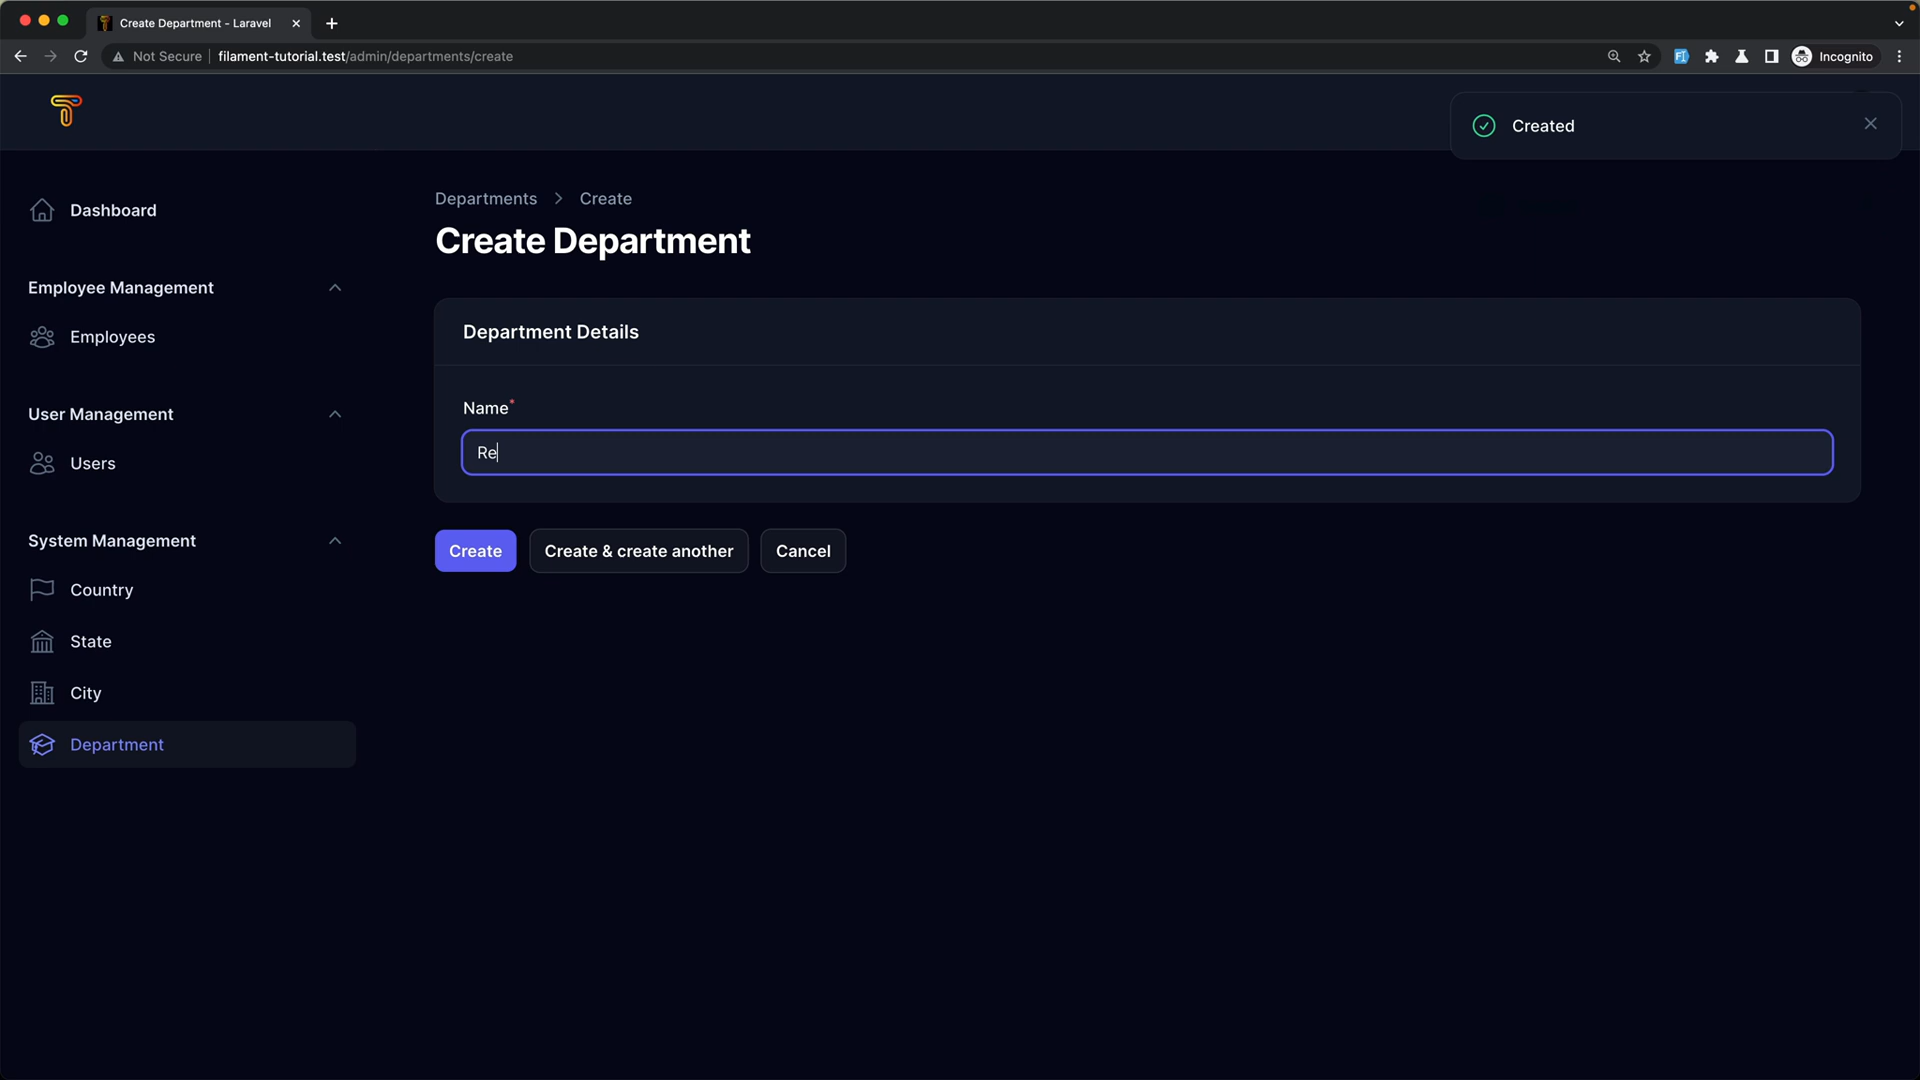 Create Department - Laravel
Not Secure
filament-tutorial.test/admin/departments/create
Incognito
Created
Dashboard
Employee Management
Employees
User Management
Users
System Management
Country
State
City
Department
Departments > Create
Create Department
Department Details
Name*
Re
Create
Create & create another
Cancel